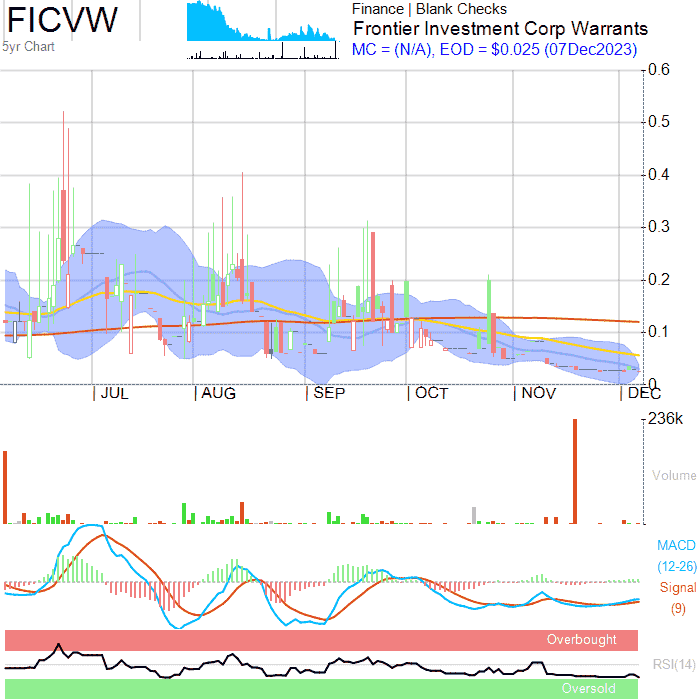 FICVW
5yr Chart
Finance | Blank Checks
Frontier Investment Corp Warrants
MC = (N/A), EOD = $0.025 (07Dec2023)
0.6
0.5
0.4
0.3
0.2
0.1
0
JUL AUG SEP OCT NOV DEC
236k
Volume
MACD
(12-26)
Signal
(9)
Overbought
RSI(14)
Oversold